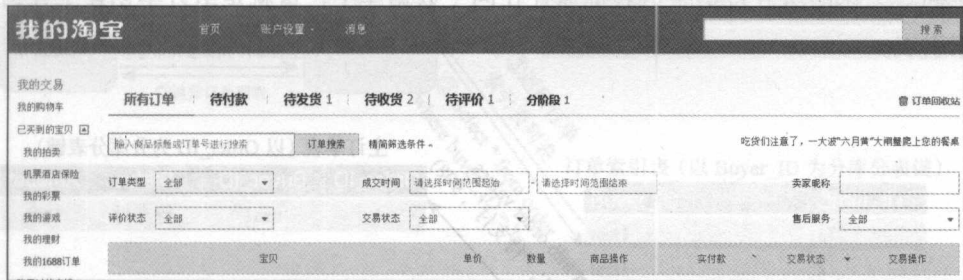 我的淘宝 首页 账户设置 消息 搜索
我的交易
我的购物车
已买到的宝贝
我的拍卖
机票酒店保险
我的彩票
我的游戏
我的理财
我的1688订单
所有订单 待付款 待发货 1 待收货 2 待评价 1 分阶段 1 订单回收站
输入商品标题或订单号进行搜索 订单搜索 精简筛选条件 吃货们注意了，一大波"六月黄"大闸蟹爬上您的餐桌
订单类型 全部 成交时间 请选择时间范围起始 - 请选择时间范围结束 卖家昵称
评价状态 全部 交易状态 全部 售后服务 全部
宝贝 单价 数量 商品操作 实付款 交易状态 交易操作